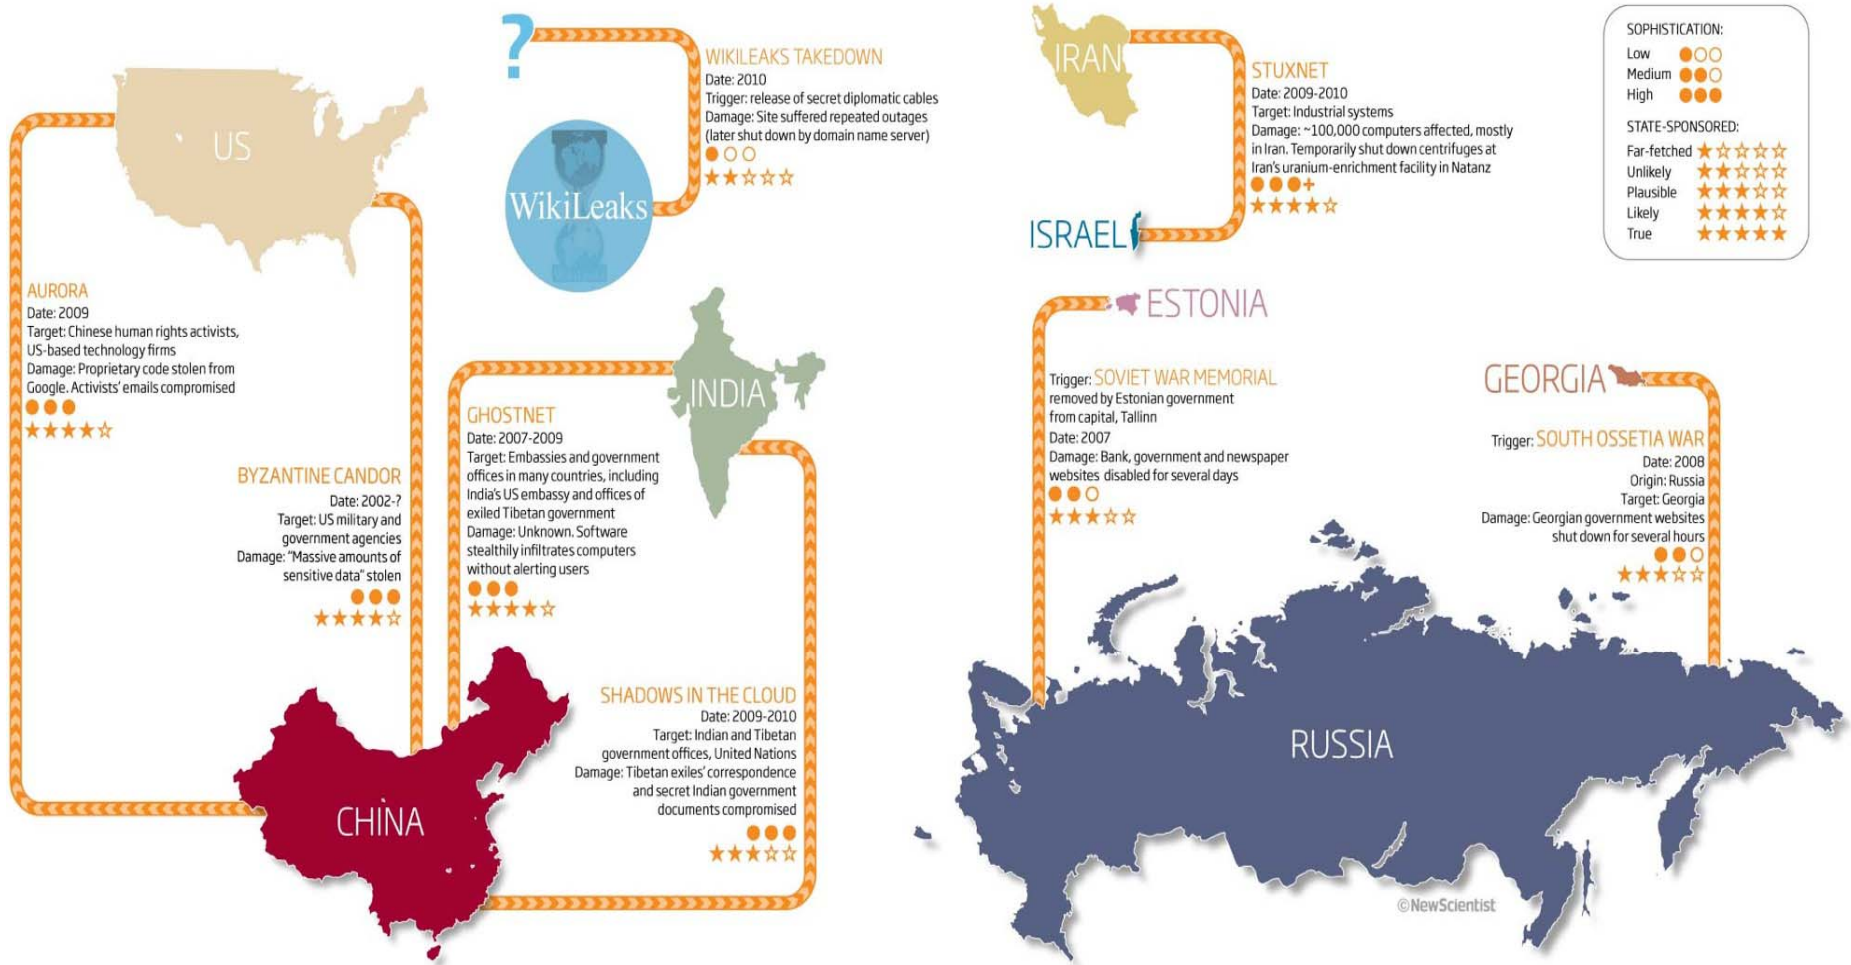 US
AURORA
Date: 2009
Target: Chinese human rights activists,
US-based technology firms
Damage: Proprietary code stolen from
Google. Activists' emails compromised
BYZANTINE CANDOR
Date: 2002-?
Target: US military and
government agencies
Damage: "Massive amounts of
sensitive data" stolen
?
WIKILEAKS TAKEDOWN
Date: 2010
Trigger: release of secret diplomatic cables
Damage: Site suffered repeated outages
(later shut down by domain name server)
WikiLeaks
INDIA
GHOSTNET
Date: 2007-2009
Target: Embassies and government
offices in many countries, including
India's US embassy and offices of
exiled Tibetan government
Damage: Unknown. Software
stealthily infiltrates computers
without alerting users
SHADOWS IN THE CLOUD
Date: 2009-2010
Target: Indian and Tibetan
government offices, United Nations
Damage: Tibetan exiles' correspondence
and secret Indian government
documents compromised
CHINA
IRAN
STUXNET
Date: 2009-2010
Target: Industrial systems
Damage: ~100,000 computers affected, mostly
in Iran. Temporarily shut down centrifuges at
Iran's uranium-enrichment facility in Natanz
ISRAEL
SOPHISTICATION:
Low
Medium
High
STATE-SPONSORED:
Far-fetched
Unlikely
Plausible
Likely
True
ESTONIA
Trigger: SOVIET WAR MEMORIAL
removed by Estonian government
from capital, Tallinn
Date: 2007
Damage: Bank, government and newspaper
websites disabled for several days
GEORGIA
Trigger: SOUTH OSSETIA WAR
Date: 2008
Origin: Russia
Target: Georgia
Damage: Georgian government websites
shut down for several hours
RUSSIA
©NewScientist